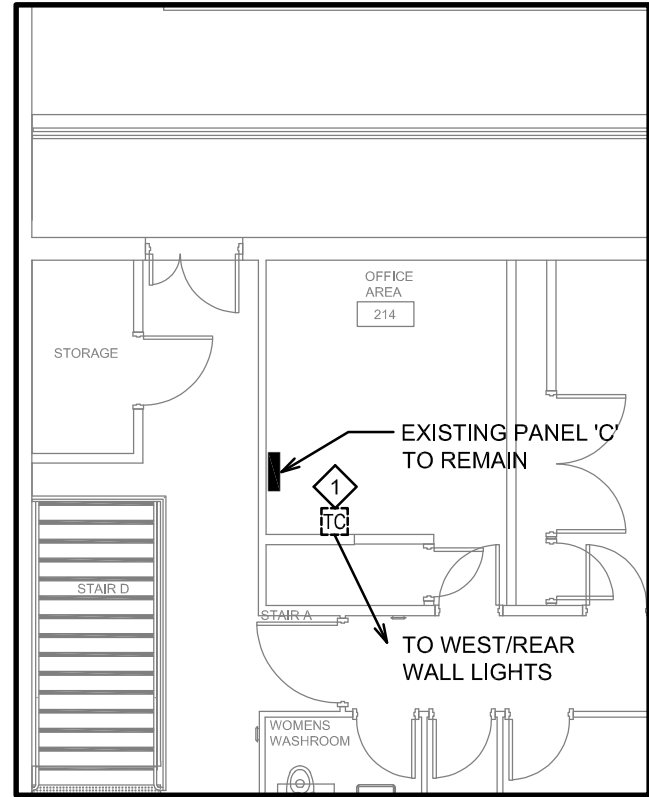 OFFICE
AREA
214
STORAGE
EXISTING PANEL 'C'
TO REMAIN
1
TC
STAIR D
STAIR A
TO WEST/REAR
WALL LIGHTS
WOMENS
WASHROOM